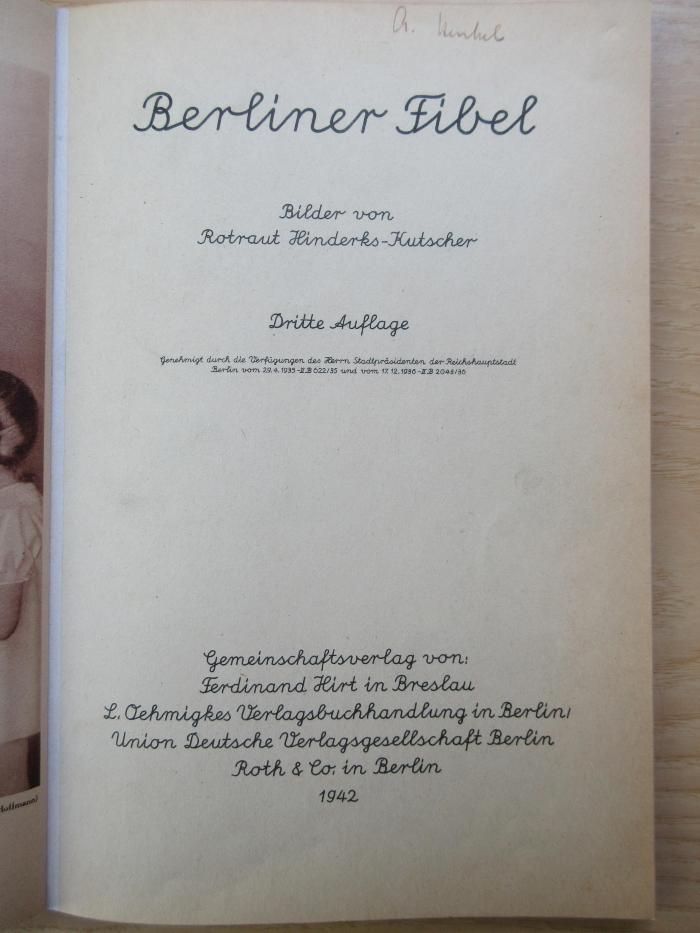 Berliner Fibel
Bilder von
Rotraut Hinderks-Kutscher
Dritte Auflage
Genehmigt durch die Verfügungen des Herrn Stadtpräsidenten der Reichshauptstadt
Berlin vom 29.4.1935-II.B 622/35 und vom 17.12.1936-II.B 2043/36
Gemeinschaftsverlag von:
Ferdinand Hirt in Breslau
L. Oehmigkes Verlagsbuchhandlung in Berlin/
Union Deutsche Verlagsgesellschaft Berlin
Roth & Co. in Berlin
1942
Hoffmann)